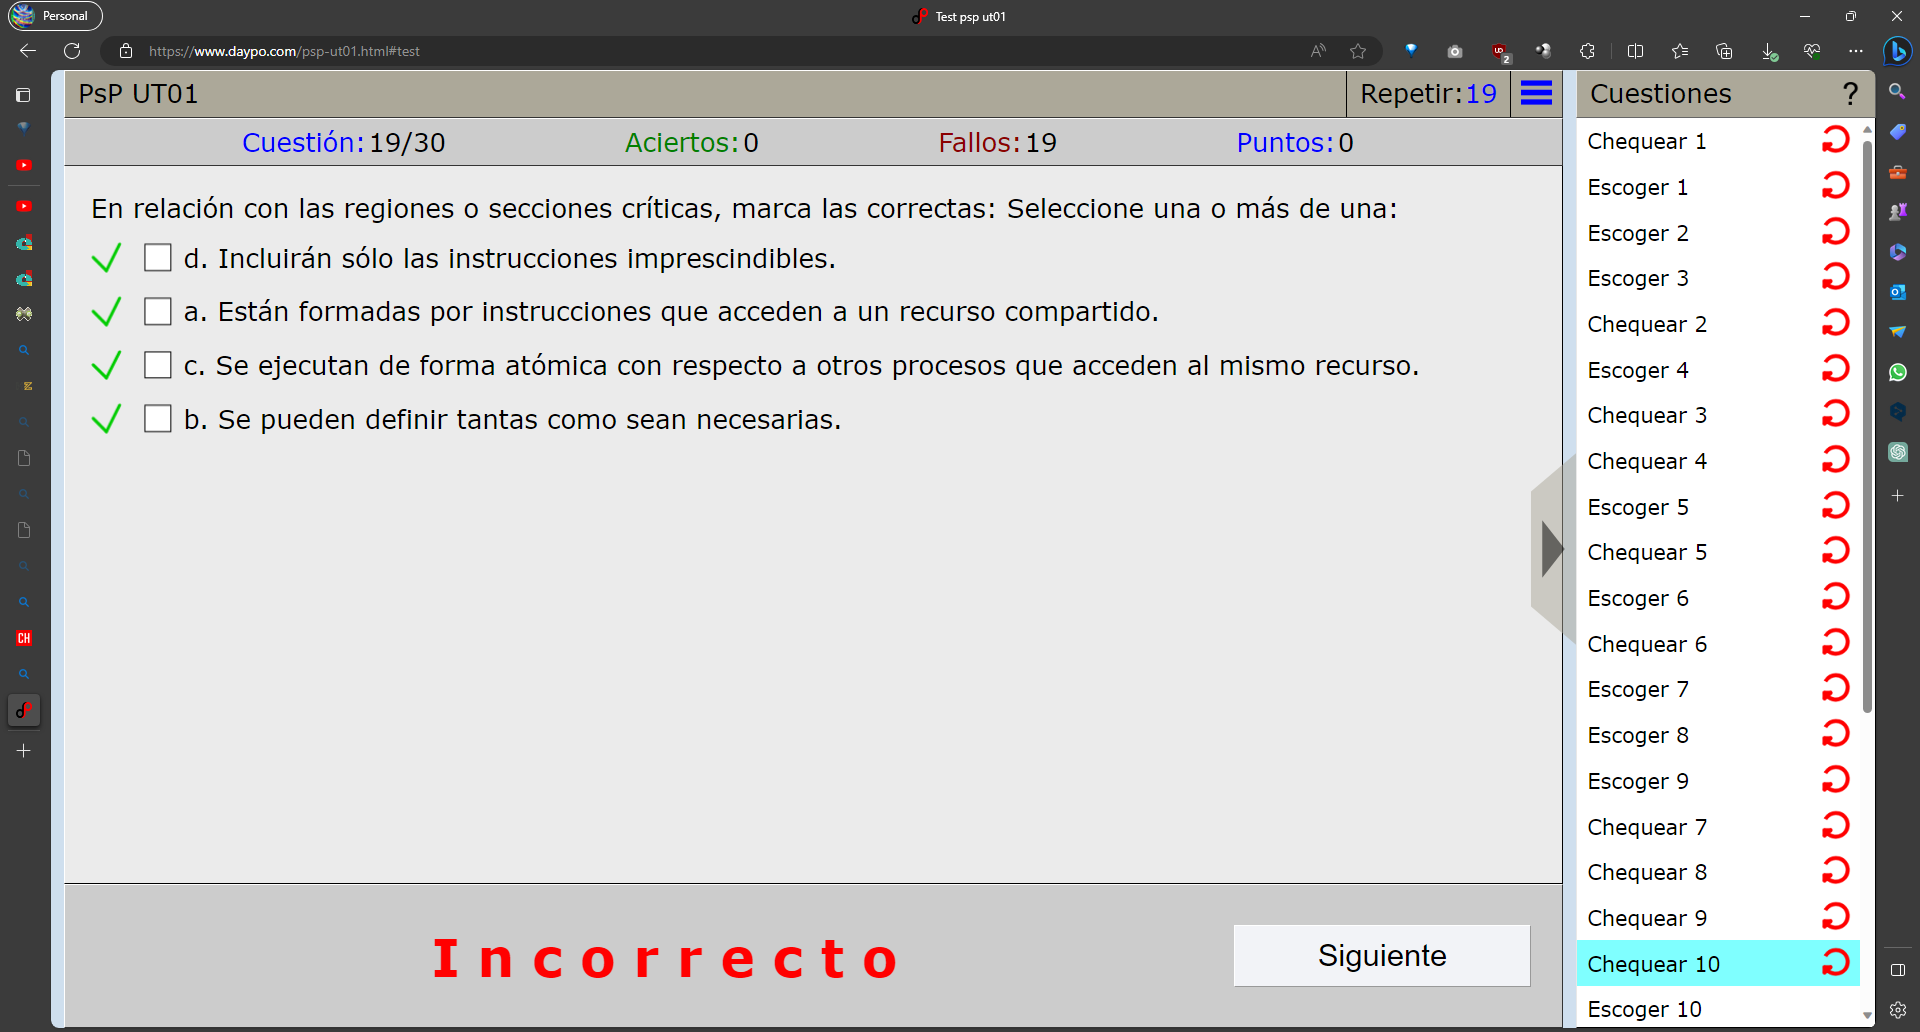 Personal
Test psp ut01
https://www.daypo.com/psp-ut01.html#test
PsP UT01
Repetir:19
Cuestión:19/30
Aciertos:0
Fallos:19
Puntos:0
En relación con las regiones o secciones críticas, marca las correctas: Seleccione una o más de una:
d. Incluirán sólo las instrucciones imprescindibles.
a. Están formadas por instrucciones que acceden a un recurso compartido.
c. Se ejecutan de forma atómica con respecto a otros procesos que acceden al mismo recurso.
b. Se pueden definir tantas como sean necesarias.
Incorrecto
Siguiente
Cuestiones ?
Chequear 1
Escoger 1
Escoger 2
Escoger 3
Chequear 2
Escoger 4
Chequear 3
Chequear 4
Escoger 5
Chequear 5
Escoger 6
Chequear 6
Escoger 7
Escoger 8
Escoger 9
Chequear 7
Chequear 8
Chequear 9
Chequear 10
Escoger 10
CH
2